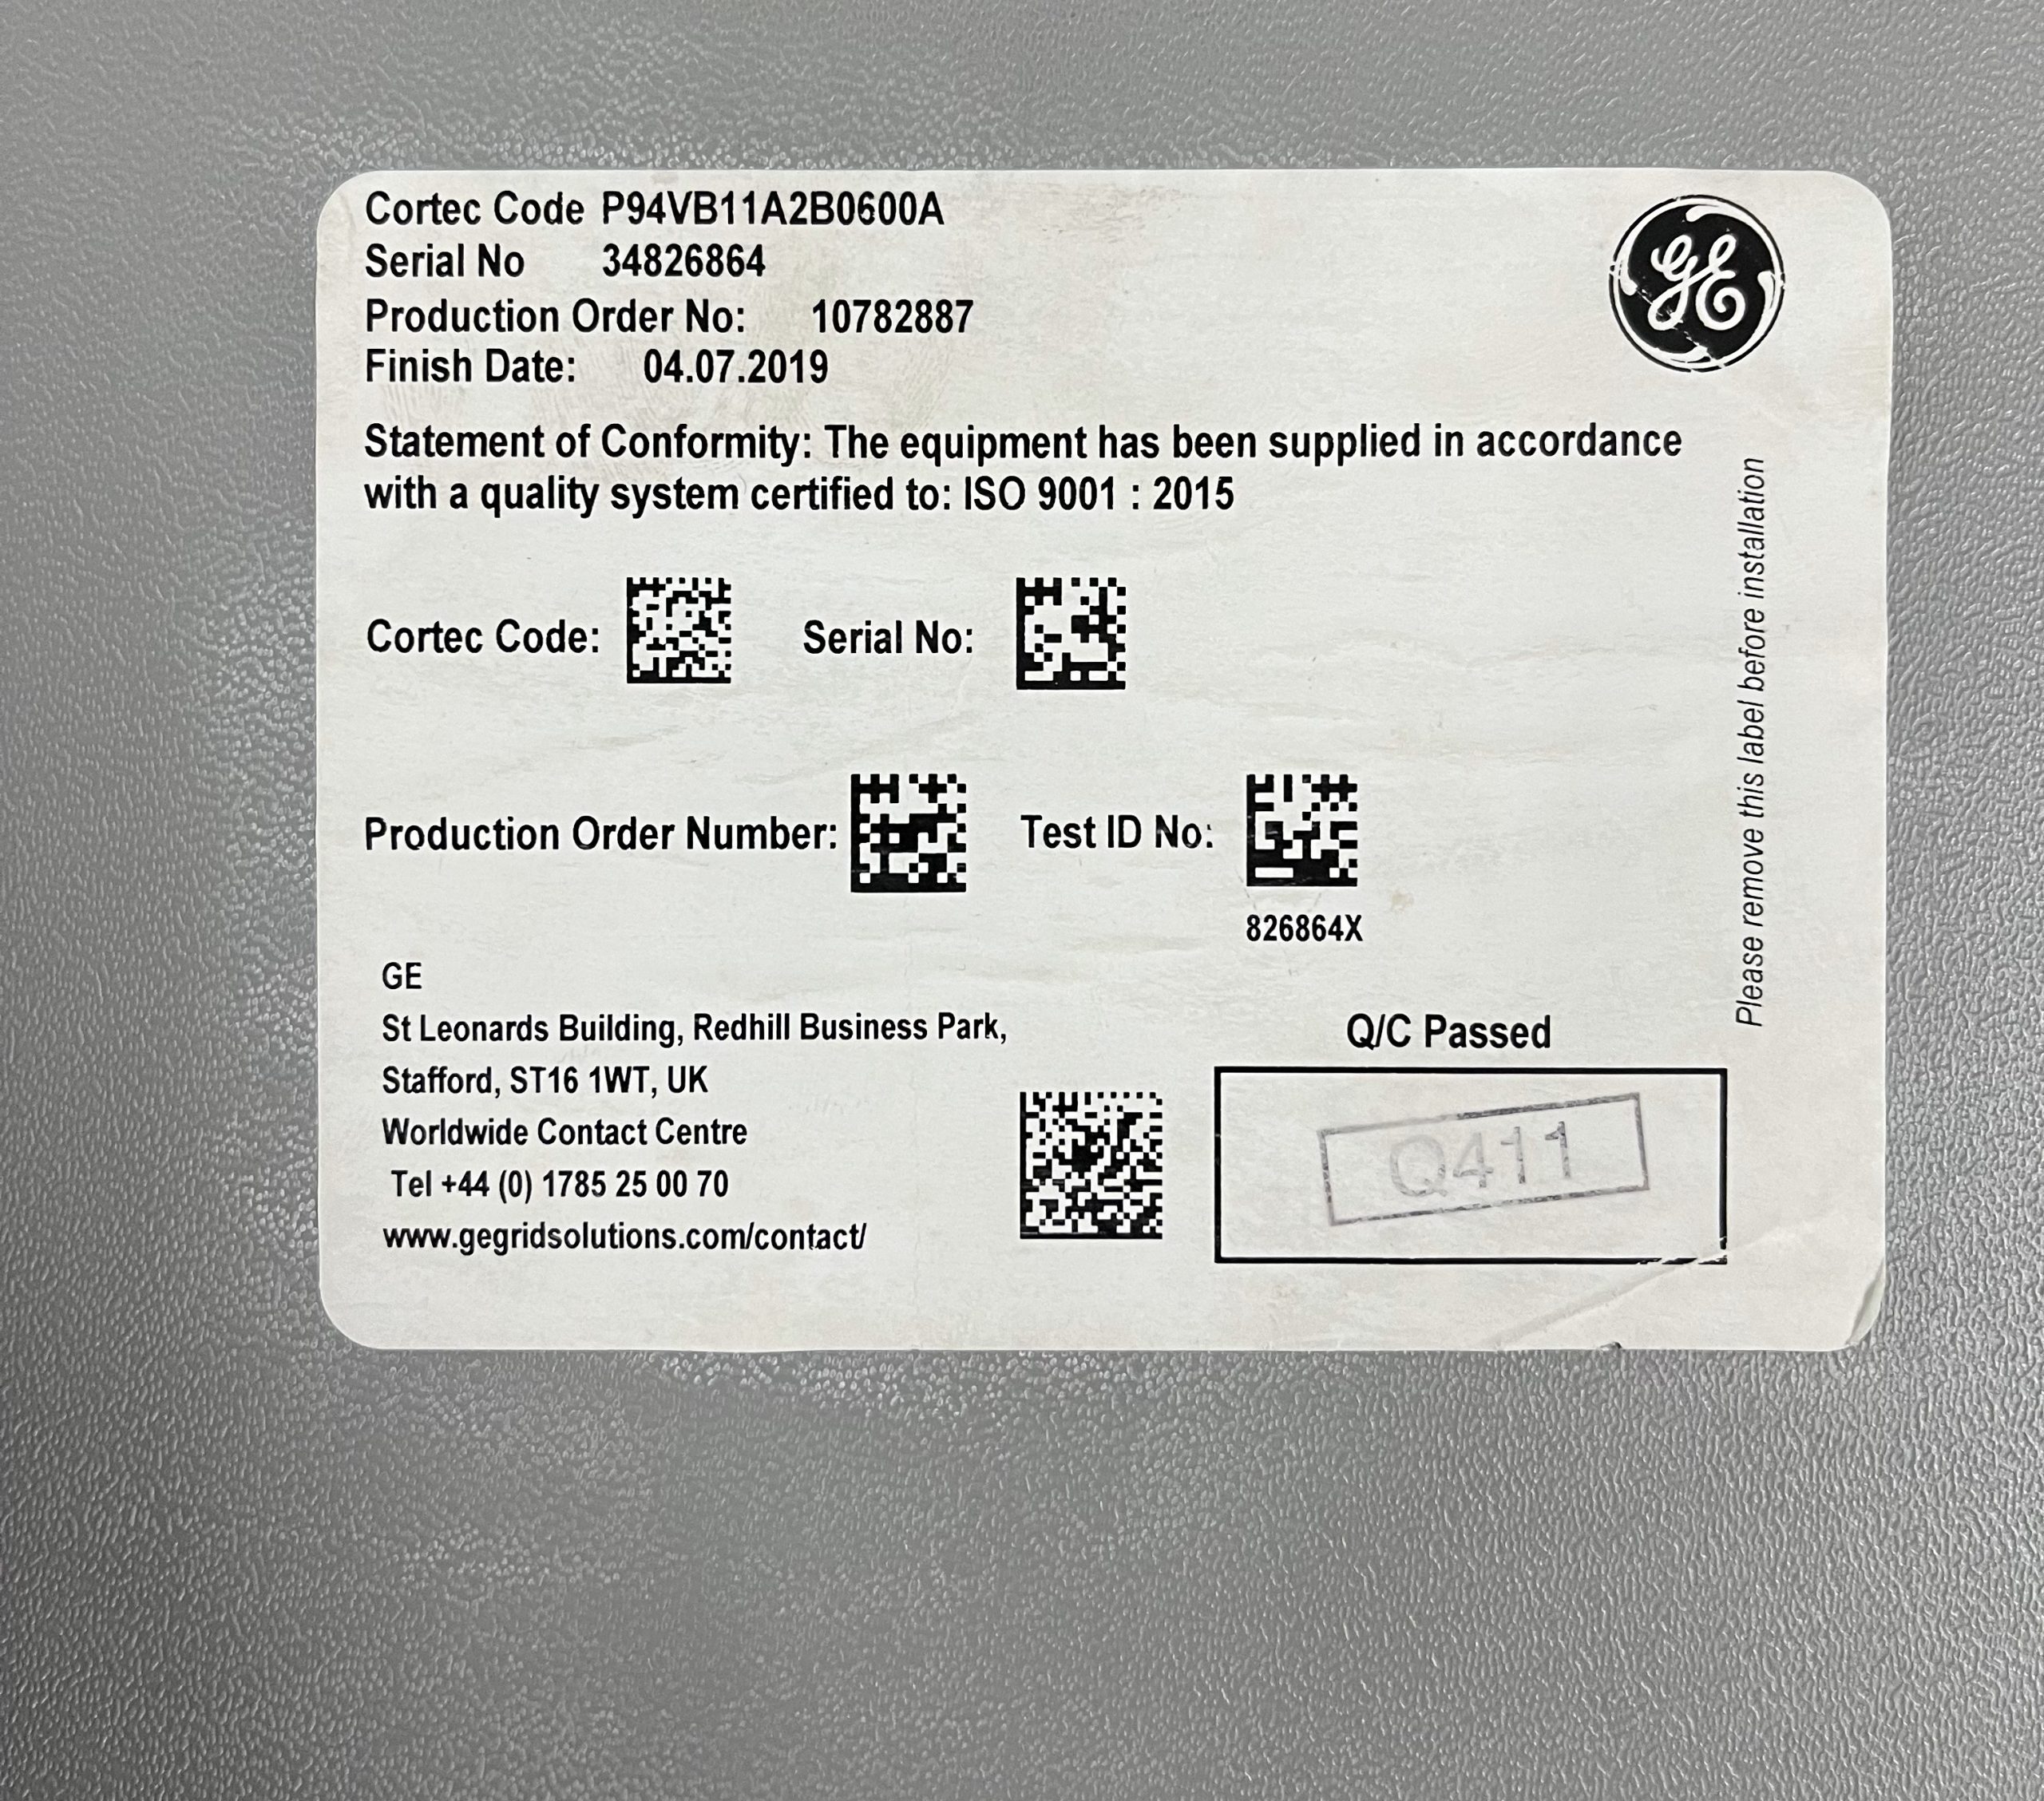 Cortec Code P94VB11A2B0600A
Serial No 34826864
Production Order No: 10782887
Finish Date: 04.07.2019
GE
Statement of Conformity: The equipment has been supplied in accordance
with a quality system certified to: ISO 9001 : 2015
Cortec Code: Serial No:
Production Order Number: Test ID No:
826864X
Please remove this label before installation
GE
St Leonards Building, Redhill Business Park,
Stafford, ST16 1WT, UK
Worldwide Contact Centre
Tel +44 (0) 1785 25 00 70
www.gegridsolutions.com/contact/
Q/C Passed
Q411